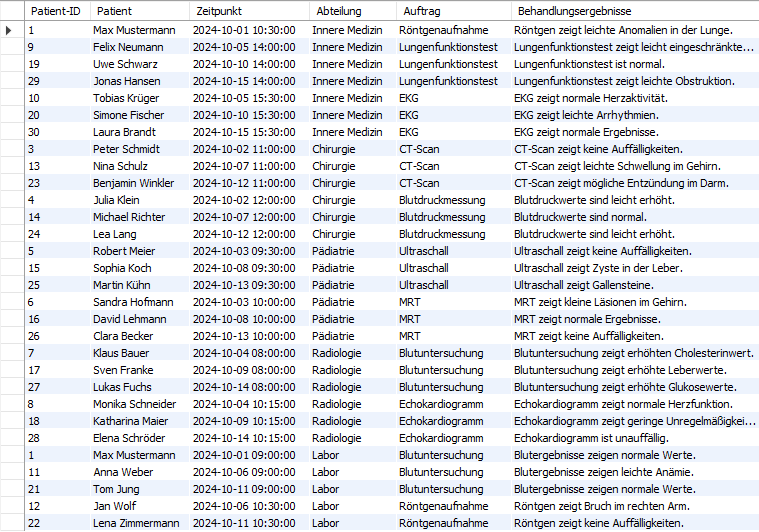 Patient-ID Patient Zeitpunkt Abteilung Auftrag Behandlungsergebnisse
1 Max Mustermann 2024-10-01 10:30:00 Innere Medizin Röntgenaufnahme Röntgen zeigt leichte Anomalien in der Lunge.
9 Felix Neumann 2024-10-05 14:00:00 Innere Medizin Lungenfunktionstest Lungenfunktionstest zeigt leicht eingeschränkte...
19 Uwe Schwarz 2024-10-10 14:00:00 Innere Medizin Lungenfunktionstest Lungenfunktionstest ist normal.
29 Jonas Hansen 2024-10-15 14:00:00 Innere Medizin Lungenfunktionstest Lungenfunktionstest zeigt leichte Obstruktion.
10 Tobias Krüger 2024-10-05 15:30:00 Innere Medizin EKG EKG zeigt normale Herzaktivität.
20 Simone Fischer 2024-10-10 15:30:00 Innere Medizin EKG EKG zeigt leichte Arrhythmien.
30 Laura Brandt 2024-10-15 15:30:00 Innere Medizin EKG EKG zeigt normale Ergebnisse.
3 Peter Schmidt 2024-10-02 11:00:00 Chirurgie CT-Scan CT-Scan zeigt keine Auffälligkeiten.
13 Nina Schulz 2024-10-07 11:00:00 Chirurgie CT-Scan CT-Scan zeigt leichte Schwellung im Gehirn.
23 Benjamin Winkler 2024-10-12 11:00:00 Chirurgie CT-Scan CT-Scan zeigt mögliche Entzündung im Darm.
4 Julia Klein 2024-10-02 12:00:00 Chirurgie Blutdruckmessung Blutdruckwerte sind leicht erhöht.
14 Michael Richter 2024-10-07 12:00:00 Chirurgie Blutdruckmessung Blutdruckwerte sind normal.
24 Lea Lang 2024-10-12 12:00:00 Chirurgie Blutdruckmessung Blutdruckwerte sind leicht erhöht.
5 Robert Meier 2024-10-03 09:30:00 Pädiatrie Ultraschall Ultraschall zeigt keine Auffälligkeiten.
15 Sophia Koch 2024-10-08 09:30:00 Pädiatrie Ultraschall Ultraschall zeigt Zyste in der Leber.
25 Martin Kühn 2024-10-13 09:30:00 Pädiatrie Ultraschall Ultraschall zeigt Gallensteine.
6 Sandra Hofmann 2024-10-03 10:00:00 Pädiatrie MRT MRT zeigt kleine Läsionen im Gehirn.
16 David Lehmann 2024-10-08 10:00:00 Pädiatrie MRT MRT zeigt normale Ergebnisse.
26 Clara Becker 2024-10-13 10:00:00 Pädiatrie MRT MRT zeigt keine Auffälligkeiten.
7 Klaus Bauer 2024-10-04 08:00:00 Radiologie Blutuntersuchung Blutuntersuchung zeigt erhöhten Cholesterinwert.
17 Sven Franke 2024-10-09 08:00:00 Radiologie Blutuntersuchung Blutuntersuchung zeigt erhöhte Leberwerte.
27 Lukas Fuchs 2024-10-14 08:00:00 Radiologie Blutuntersuchung Blutuntersuchung zeigt erhöhte Glukosewerte.
8 Monika Schneider 2024-10-04 10:15:00 Radiologie Echokardiogramm Echokardiogramm zeigt normale Herzfunktion.
18 Katharina Maier 2024-10-09 10:15:00 Radiologie Echokardiogramm Echokardiogramm zeigt geringe Unregelmäßigkei...
28 Elena Schröder 2024-10-14 10:15:00 Radiologie Echokardiogramm Echokardiogramm ist unauffällig.
1 Max Mustermann 2024-10-01 09:00:00 Labor Blutuntersuchung Blutergebnisse zeigen normale Werte.
11 Anna Weber 2024-10-06 09:00:00 Labor Blutuntersuchung Blutergebnisse zeigen leichte Anämie.
21 Tom Jung 2024-10-11 09:00:00 Labor Blutuntersuchung Blutergebnisse zeigen normale Werte.
12 Jan Wolf 2024-10-06 10:30:00 Labor Röntgenaufnahme Röntgen zeigt Bruch im rechten Arm.
22 Lena Zimmermann 2024-10-11 10:30:00 Labor Röntgenaufnahme Röntgen zeigt keine Auffälligkeiten.